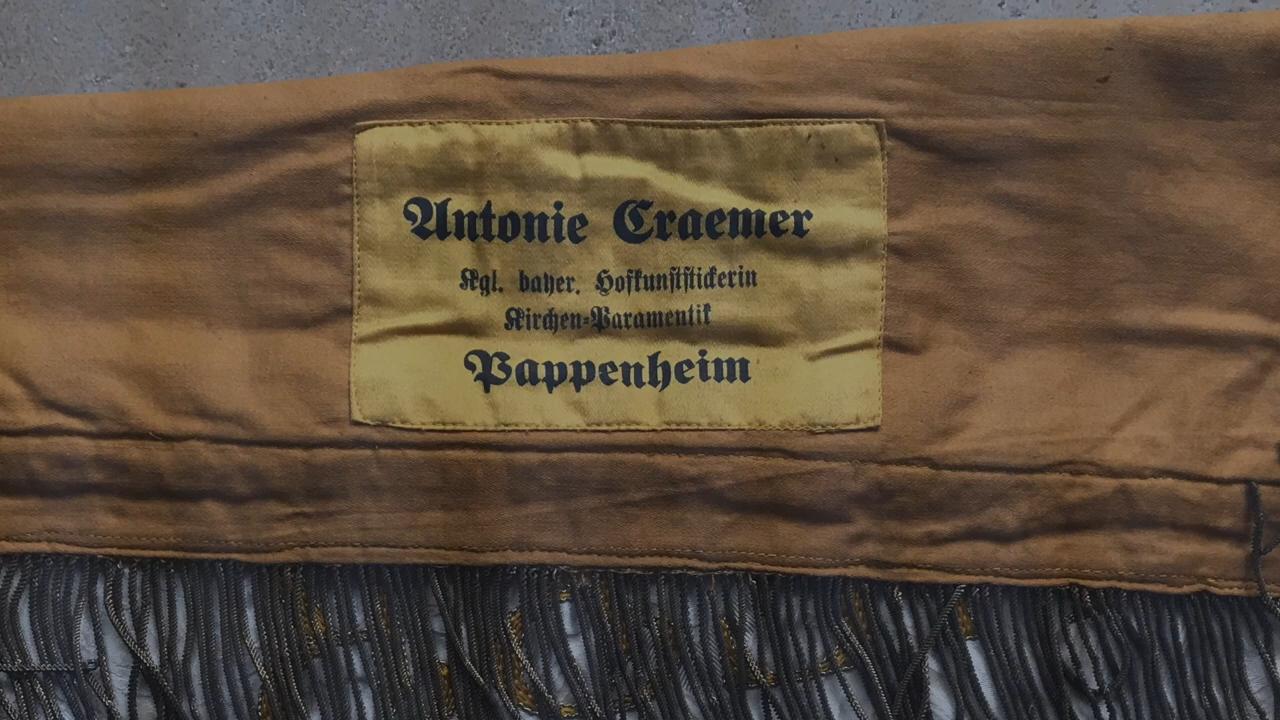 Antonie Craemer
Kgl. bayer. Hofkunststickerin
Kirchen=Paramentik
Pappenheim